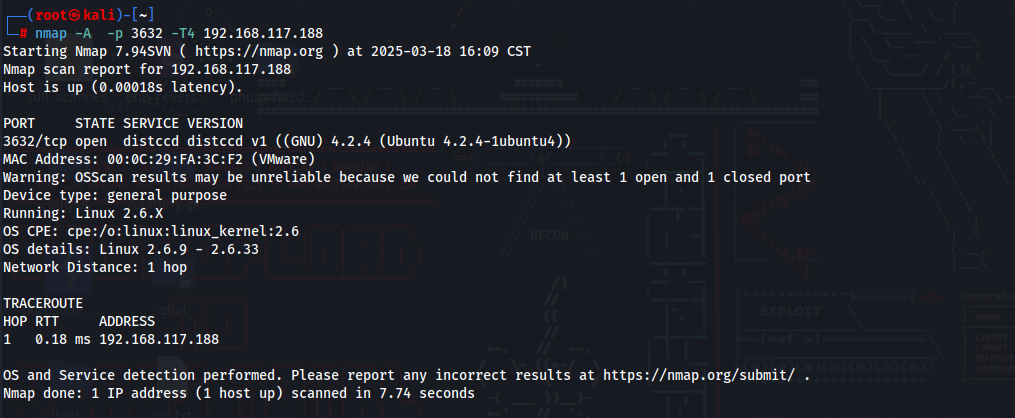 ┌──(root㉿kali)-[~]
└─# nmap -A  -p 3632 -T4 192.168.117.188
Starting Nmap 7.94SVN ( https://nmap.org ) at 2025-03-18 16:09 CST
Nmap scan report for 192.168.117.188
Host is up (0.00018s latency).

PORT     STATE SERVICE VERSION
3632/tcp open  distccd distccd v1 ((GNU) 4.2.4 (Ubuntu 4.2.4-1ubuntu4))
MAC Address: 00:0C:29:FA:3C:F2 (VMware)
Warning: OSScan results may be unreliable because we could not find at least 1 open and 1 closed port
Device type: general purpose
Running: Linux 2.6.X
OS CPE: cpe:/o:linux:linux_kernel:2.6
OS details: Linux 2.6.9 - 2.6.33
Network Distance: 1 hop
RECON

TRACEROUTE
HOP RTT     ADDRESS
1   0.18 ms 192.168.117.188
EXPLOIT

OS and Service detection performed. Please report any incorrect results at https://nmap.org/submit/ .
Nmap done: 1 IP address (1 host up) scanned in 7.74 seconds